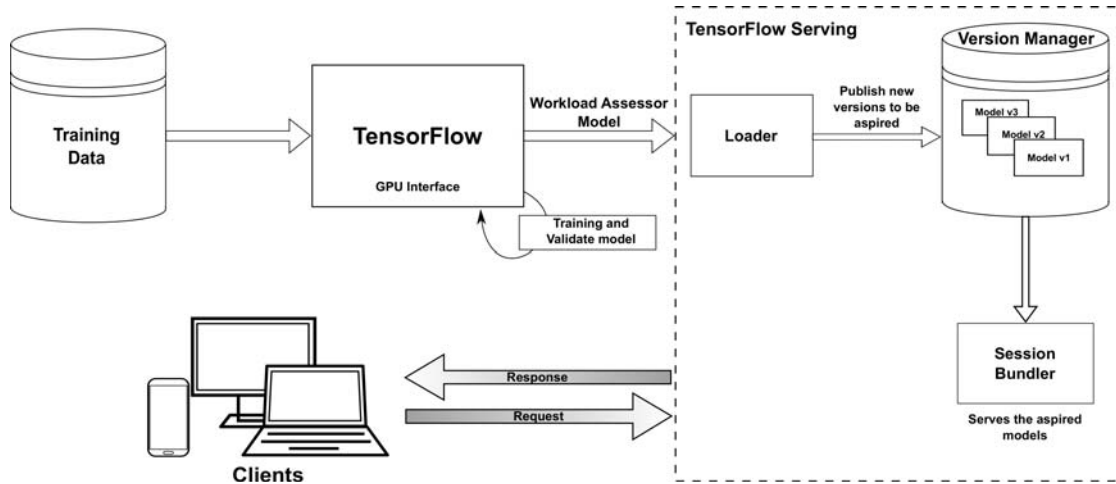 TensorFlow Serving
Version Manager
Training
Data
TensorFlow
GPU Interface
Workload Assessor
Model
Training and
Validate model
Loader
Publish new
versions to be
aspired
Model v3
Model v2
Model v1
Session
Bundler
Serves the aspired
models
Response
Request
Clients